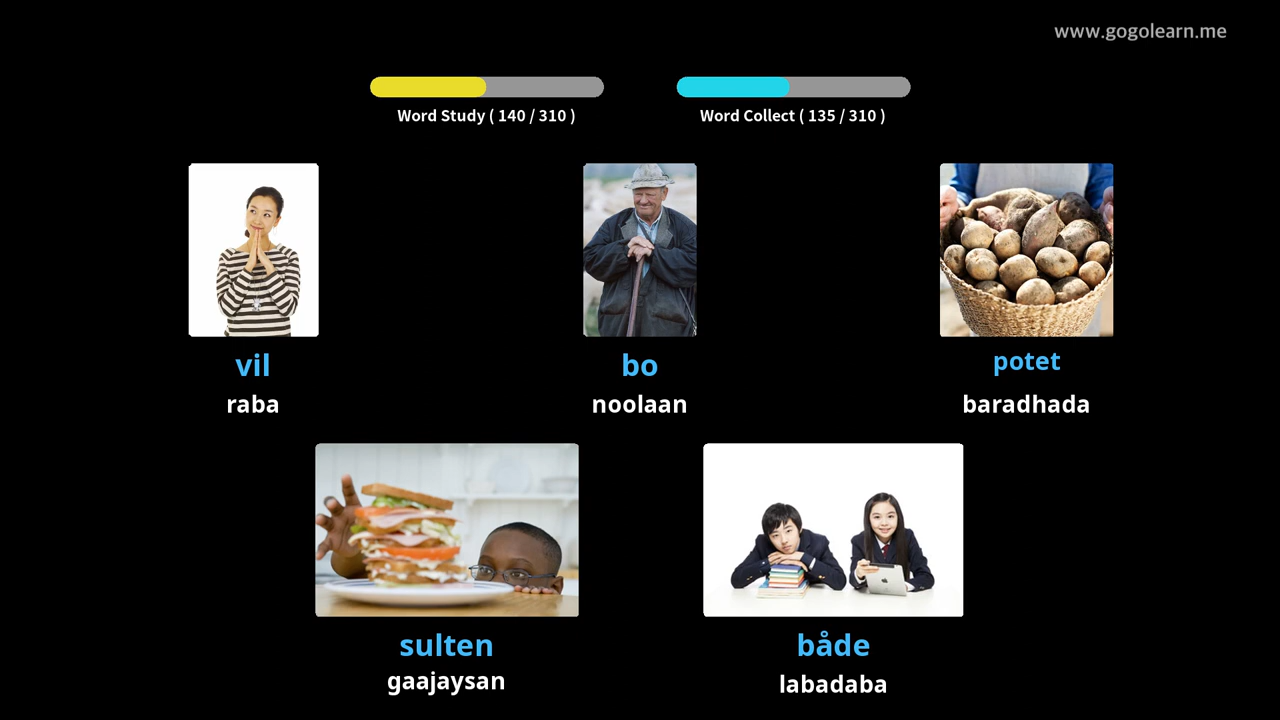 www.gogolearn.me
Word Study ( 140 / 310 )
Word Collect ( 135 / 310 )
vil
raba
bo
noolaan
potet
baradhada
sulten
gaajaysan
både
labadaba